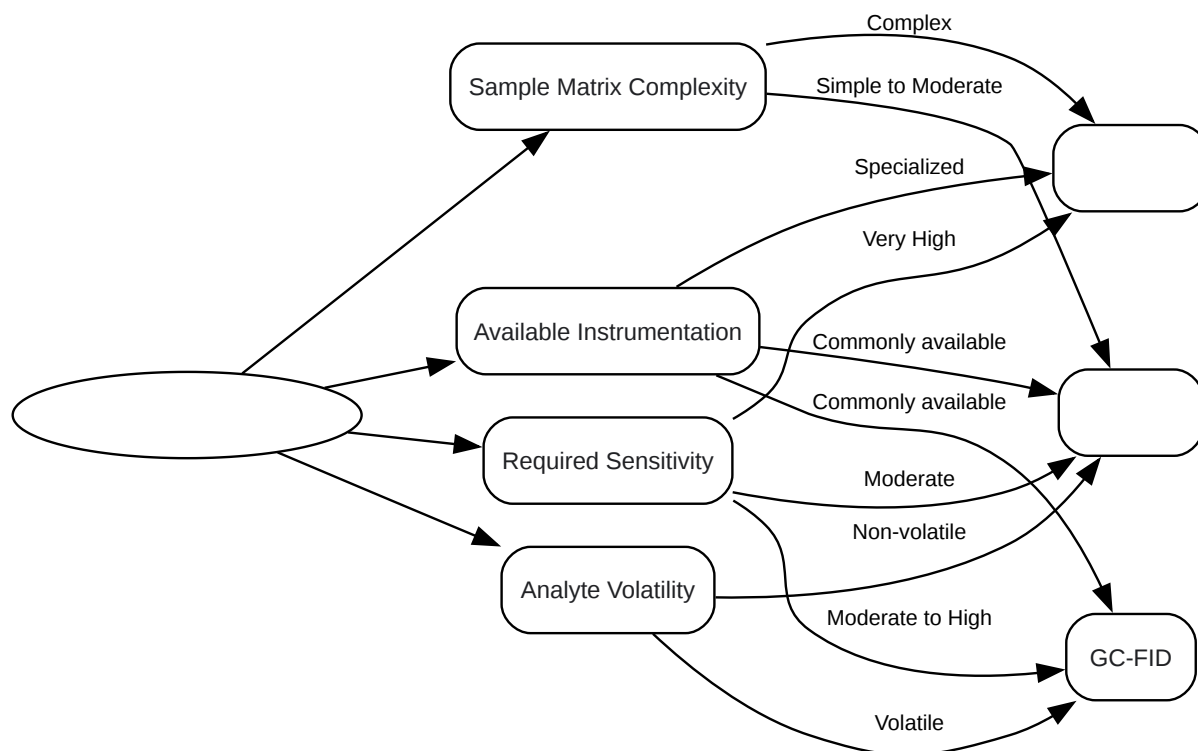 Complex
Sample Matrix Complexity
Simple to Moderate
Specialized
Very High
Available Instrumentation
Commonly available
Commonly available
Required Sensitivity
Moderate
Non-volatile
Analyte Volatility
Moderate to High
GC-FID
Volatile